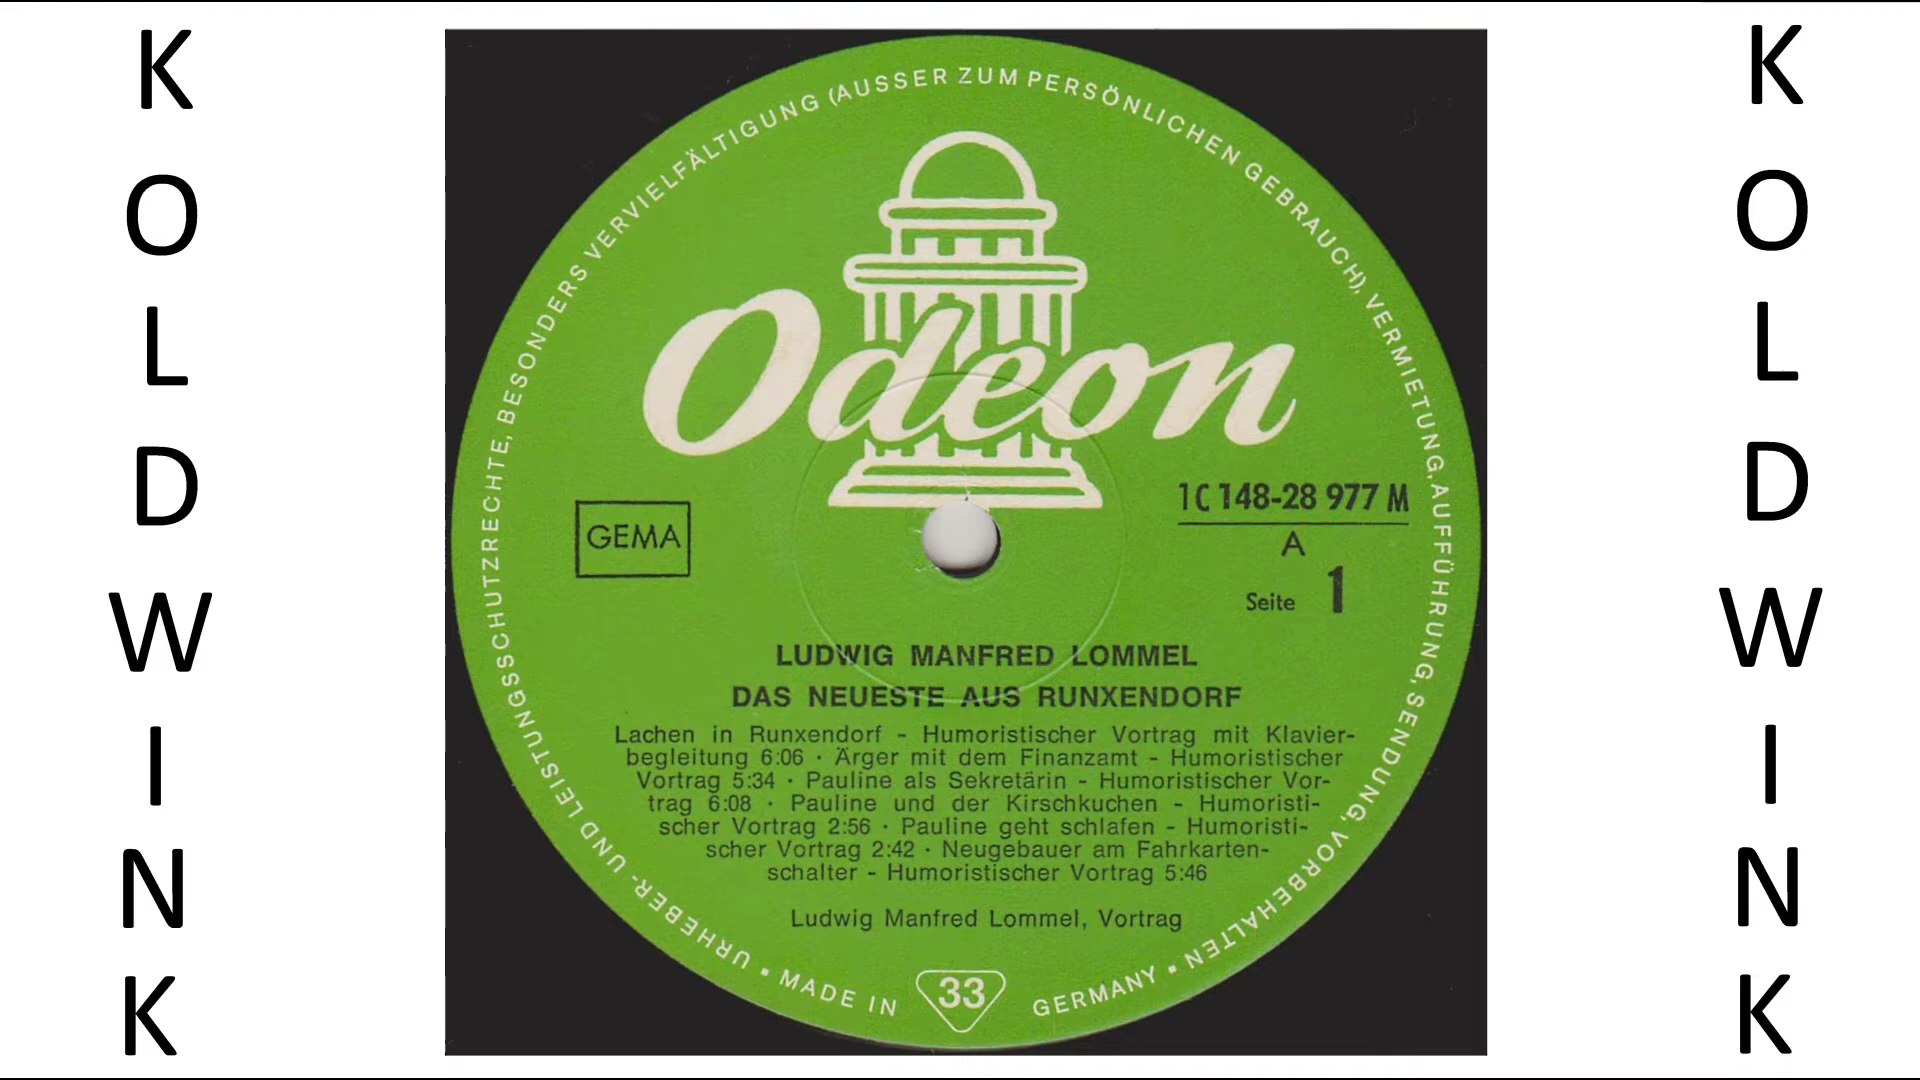 K
O
L
D
W
I
N
K
URHEBER- UND LEISTUNGSSCHUTZRECHTE, BESONDERS VERVIELFÄLTIGUNG (AUSSER ZUM PERSÖNLICHEN GEBRAUCH), VERMIETUNG, AUFFÜHRUNG, SENDUNG, VORBEHALTEN
Odeon
GEMA
1C 148-28 977 M
A
Seite 1
LUDWIG MANFRED LOMMEL
DAS NEUESTE AUS RUNXENDORF
Lachen in Runxendorf - Humoristischer Vortrag mit Klavier-
begleitung 6:06 · Ärger mit dem Finanzamt - Humoristischer
Vortrag 5:34 · Pauline als Sekretärin - Humoristischer Vor-
trag 6:08 · Pauline und der Kirschkuchen - Humoristi-
scher Vortrag 2:56 · Pauline geht schlafen - Humoristi-
scher Vortrag 2:42 · Neugebauer am Fahrkarten-
schalter - Humoristischer Vortrag 5:46
Ludwig Manfred Lommel, Vortrag
▪ MADE IN 33 GERMANY ▪
K
O
L
D
W
I
N
K